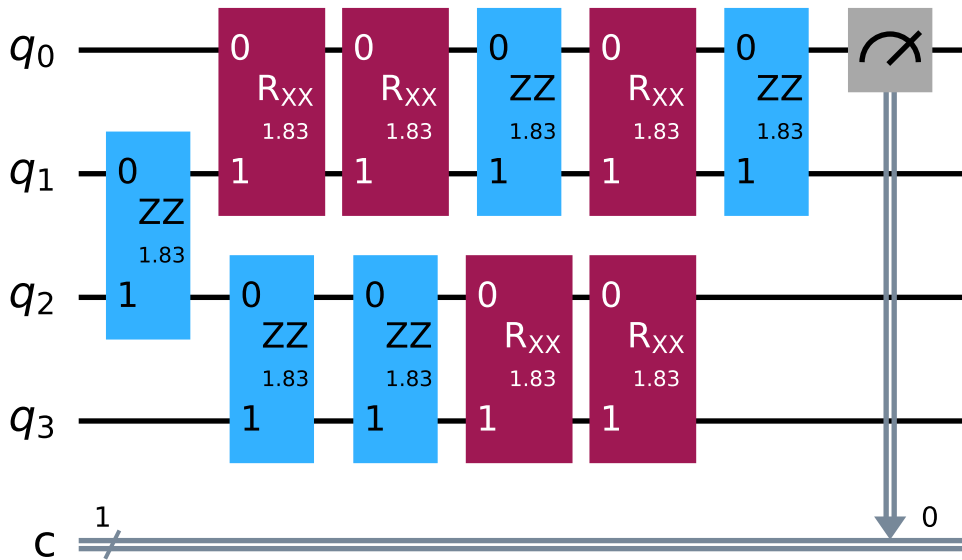 q0 0 0 0 0 0
RXX RXX ZZ RXX ZZ
1.83 1.83 1.83 1.83 1.83
q1 0 1 1 1 1 1
ZZ
1.83
q2 1 0 0 0 0
ZZ ZZ RXX RXX
1.83 1.83 1.83 1.83
q3 1 1 1 1
1 0
c